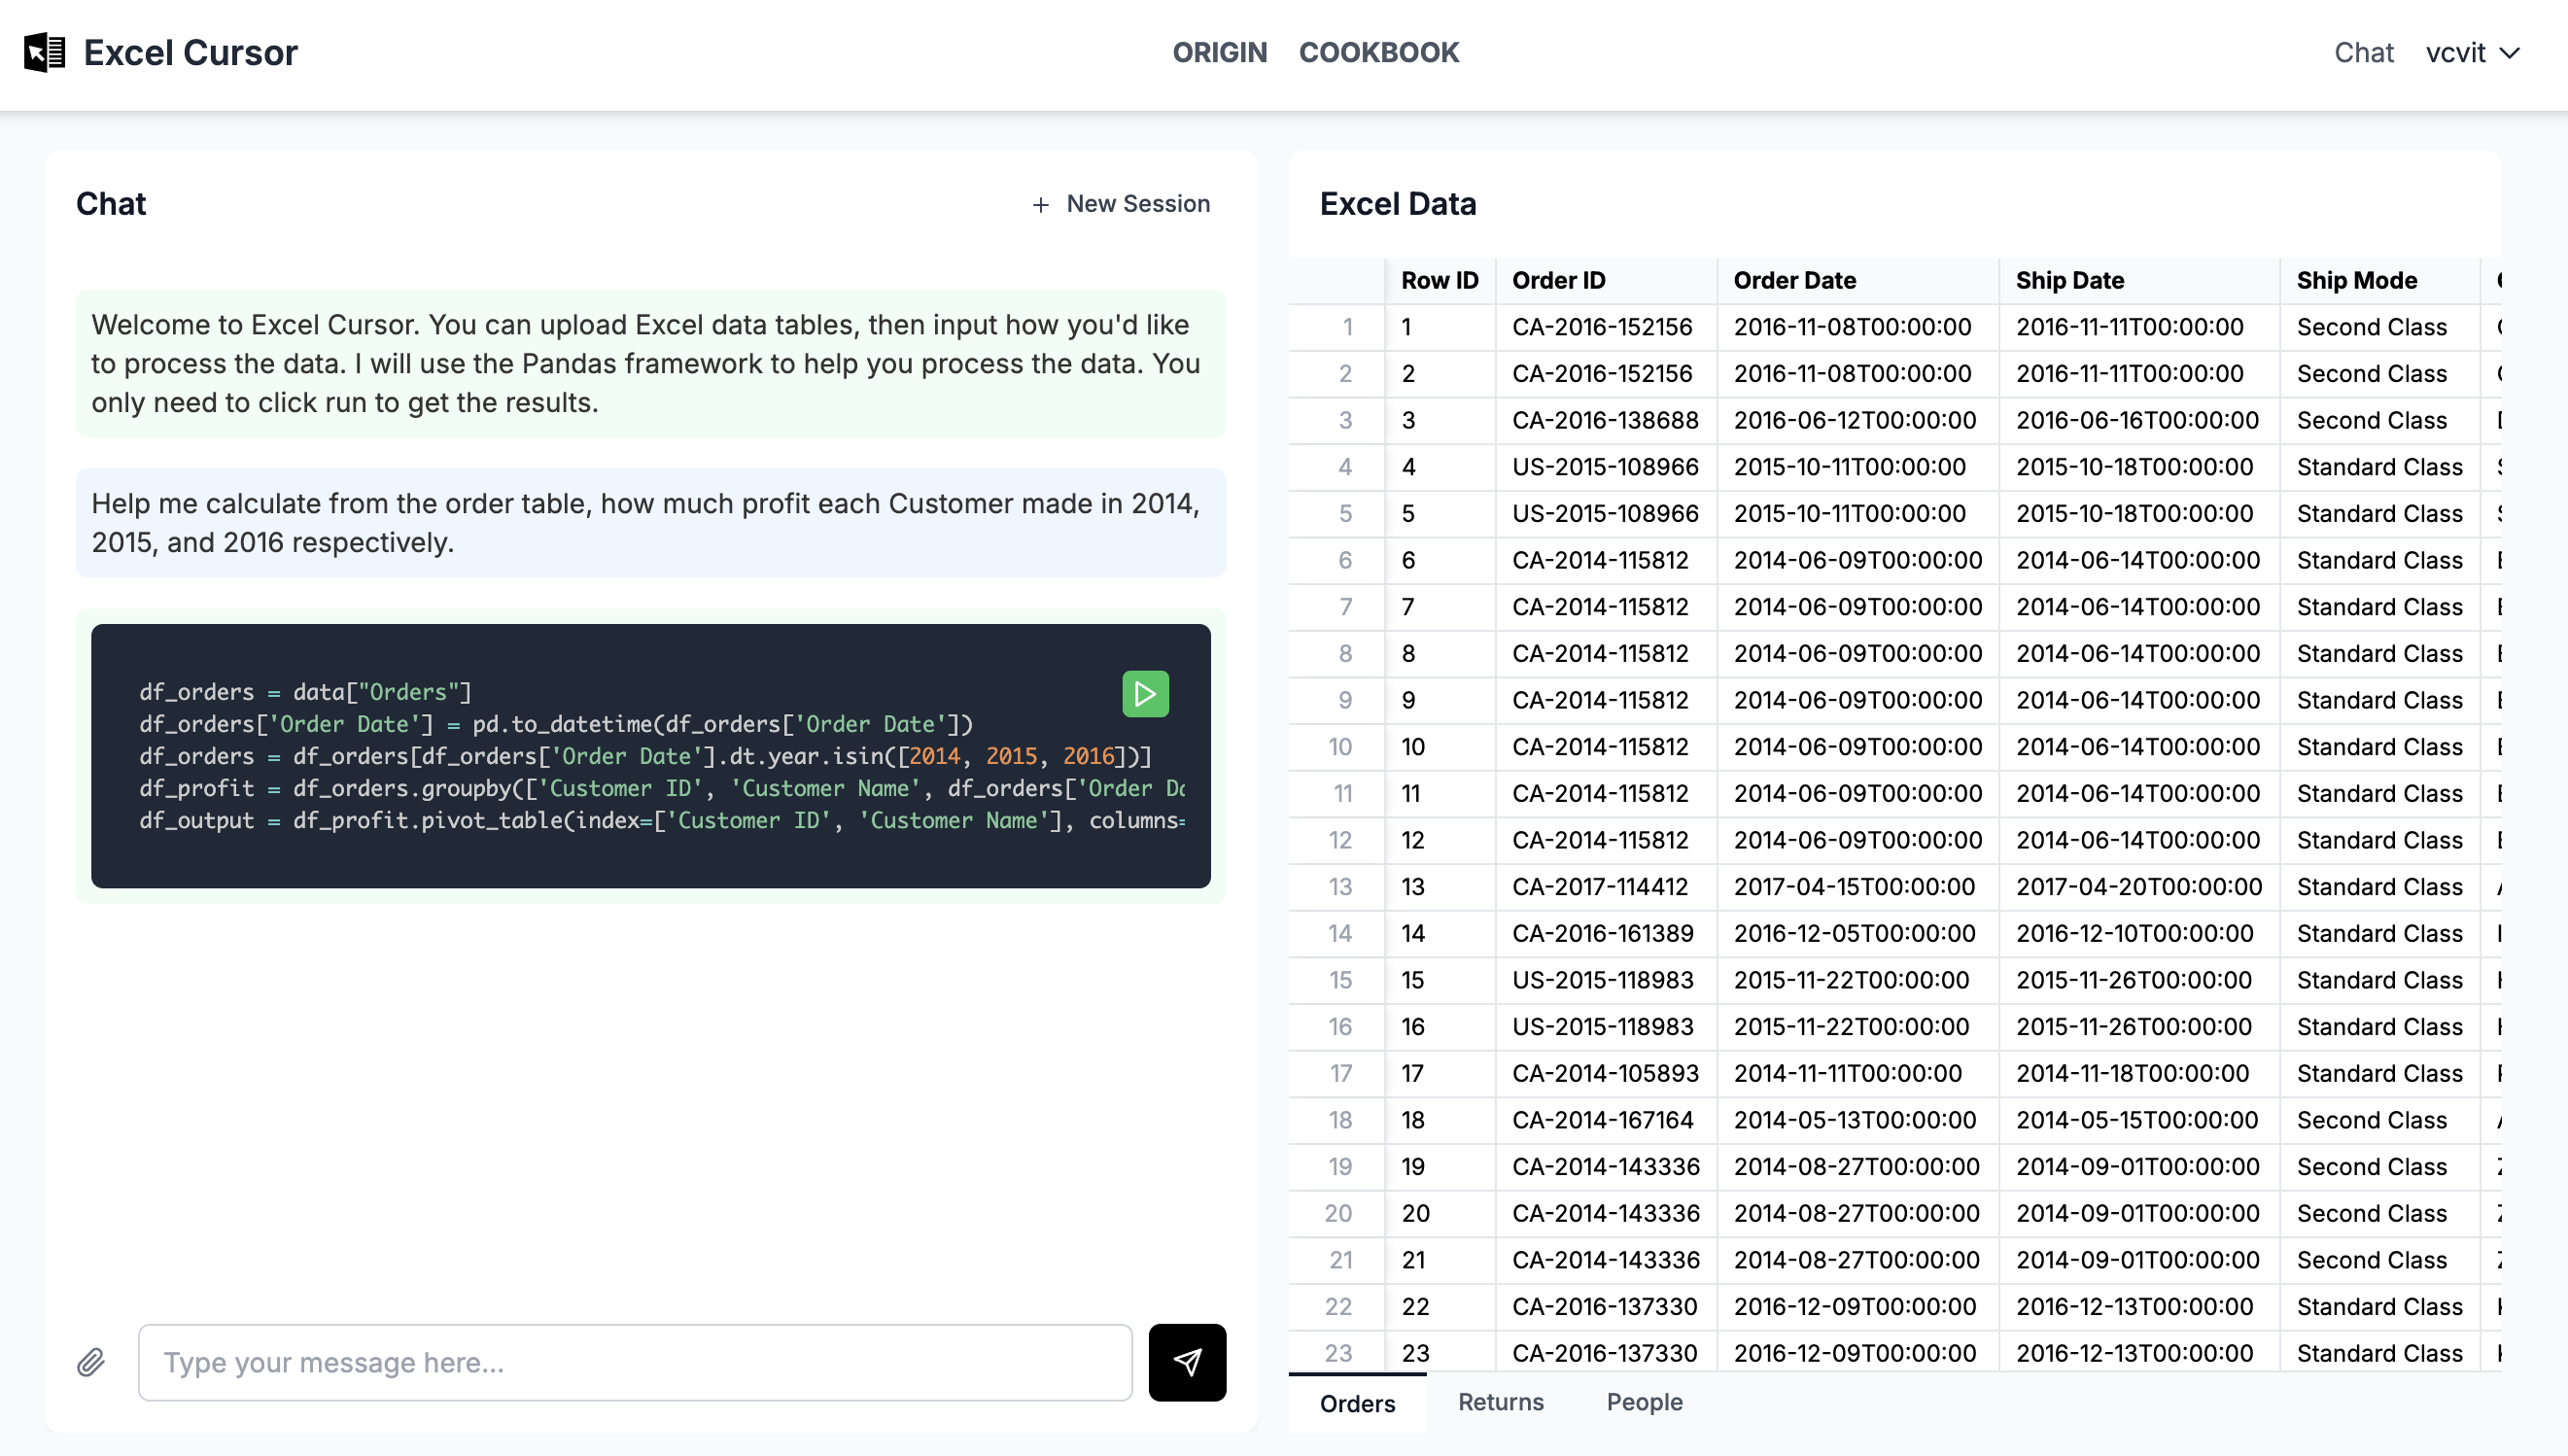 Excel Cursor
ORIGIN COOKBOOK
Chat vcvit
Chat
+ New Session
Welcome to Excel Cursor. You can upload Excel data tables, then input how you'd like
to process the data. I will use the Pandas framework to help you process the data. You
only need to click run to get the results.
Help me calculate from the order table, how much profit each Customer made in 2014,
2015, and 2016 respectively.
df_orders = data["Orders"]
df_orders['Order Date'] = pd.to_datetime(df_orders['Order Date'])
df_orders = df_orders[df_orders['Order Date'].dt.year.isin([2014, 2015, 2016])]
df_profit = df_orders.groupby(['Customer ID', 'Customer Name', df_orders['Order
df_output = df_profit.pivot_table(index=['Customer ID', 'Customer Name'], columns=
Type your message here...
Excel Data
Row ID Order ID Order Date Ship Date Ship Mode
1 1 CA-2016-152156 2016-11-08T00:00:00 2016-11-11T00:00:00 Second Class
2 2 CA-2016-152156 2016-11-08T00:00:00 2016-11-11T00:00:00 Second Class
3 3 CA-2016-138688 2016-06-12T00:00:00 2016-06-16T00:00:00 Second Class
4 4 US-2015-108966 2015-10-11T00:00:00 2015-10-18T00:00:00 Standard Class
5 5 US-2015-108966 2015-10-11T00:00:00 2015-10-18T00:00:00 Standard Class
6 6 CA-2014-115812 2014-06-09T00:00:00 2014-06-14T00:00:00 Standard Class
7 7 CA-2014-115812 2014-06-09T00:00:00 2014-06-14T00:00:00 Standard Class
8 8 CA-2014-115812 2014-06-09T00:00:00 2014-06-14T00:00:00 Standard Class
9 9 CA-2014-115812 2014-06-09T00:00:00 2014-06-14T00:00:00 Standard Class
10 10 CA-2014-115812 2014-06-09T00:00:00 2014-06-14T00:00:00 Standard Class
11 11 CA-2014-115812 2014-06-09T00:00:00 2014-06-14T00:00:00 Standard Class
12 12 CA-2014-115812 2014-06-09T00:00:00 2014-06-14T00:00:00 Standard Class
13 13 CA-2017-114412 2017-04-15T00:00:00 2017-04-20T00:00:00 Standard Class
14 14 CA-2016-161389 2016-12-05T00:00:00 2016-12-10T00:00:00 Standard Class
15 15 US-2015-118983 2015-11-22T00:00:00 2015-11-26T00:00:00 Standard Class
16 16 US-2015-118983 2015-11-22T00:00:00 2015-11-26T00:00:00 Standard Class
17 17 CA-2014-105893 2014-11-11T00:00:00 2014-11-18T00:00:00 Standard Class
18 18 CA-2014-167164 2014-05-13T00:00:00 2014-05-15T00:00:00 Second Class
19 19 CA-2014-143336 2014-08-27T00:00:00 2014-09-01T00:00:00 Second Class
20 20 CA-2014-143336 2014-08-27T00:00:00 2014-09-01T00:00:00 Second Class
21 21 CA-2014-143336 2014-08-27T00:00:00 2014-09-01T00:00:00 Second Class
22 22 CA-2016-137330 2016-12-09T00:00:00 2016-12-13T00:00:00 Standard Class
23 23 CA-2016-137330 2016-12-09T00:00:00 2016-12-13T00:00:00 Standard Class
Orders Returns People